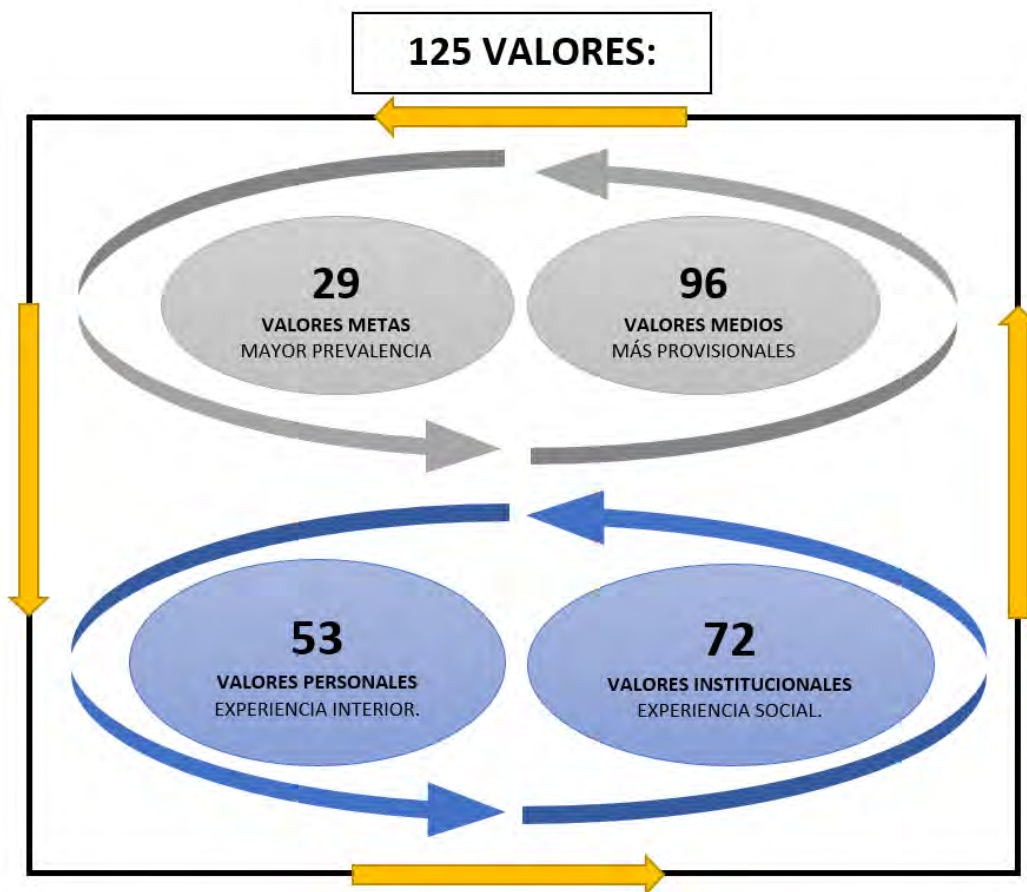 125 VALORES:
29
VALORES METAS
MAYOR PREVALENCIA
96
VALORES MEDIOS
MÁS PROVISIONALES
53
VALORES PERSONALES
EXPERIENCIA INTERIOR.
72
VALORES INSTITUCIONALES
EXPERIENCIA SOCIAL.